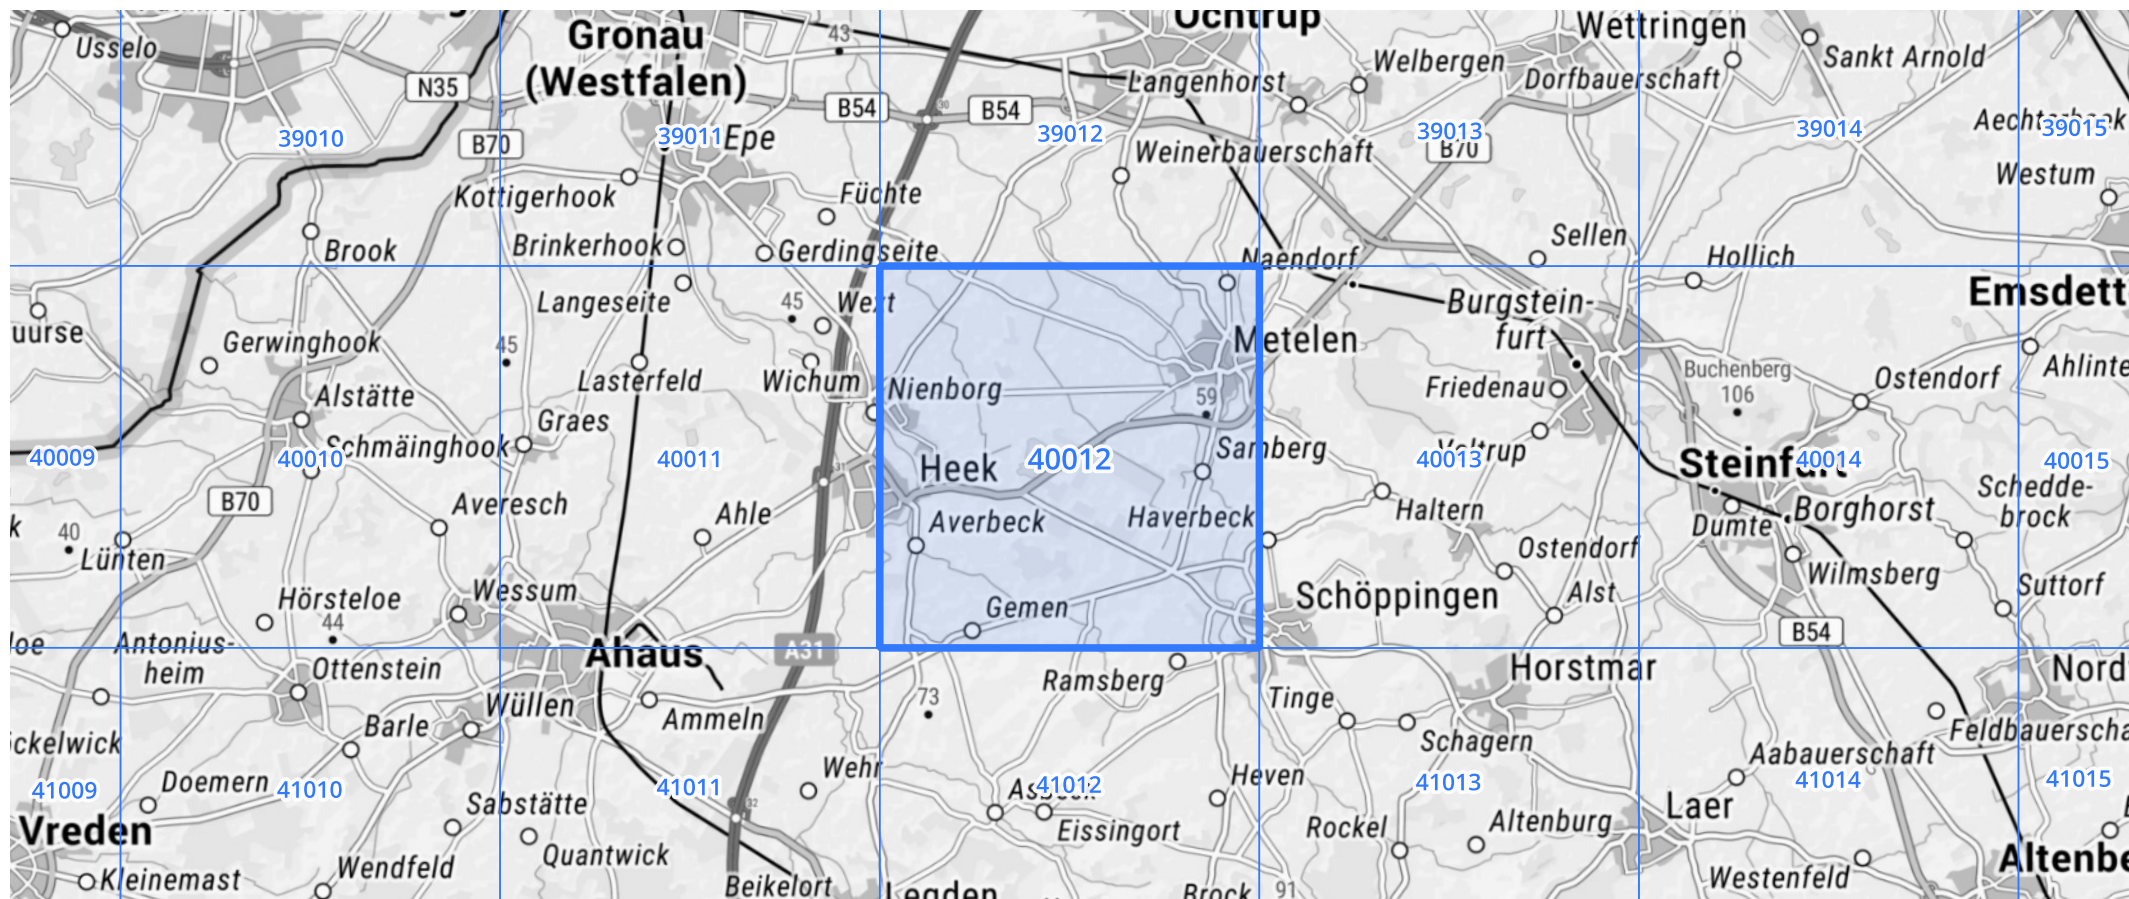 Usselo
Gronau
(Westfalen)
43
Ochtrup
Wettringen
Welbergen
Sankt Arnold
Langenhorst
Dorfbauerschaft
N35
B54
30
B54
39010
B70
39011
Epe
39012
39013
39014
39015
Weinerbauerschaft
B70
Westum
Kottigerhook
Füchte
Brook
Brinkerhook
Gerdingseite
Naendorf
Sellen
Hollich
Langeseite
45
Wext
Burgstein-
furt
Emsdett
uurse
Gerwinghook
45
Metelen
Ahlinte
Lasterfeld
Wichum
Nienborg
59
Friedenau
Buchenberg
106
Ostendorf
Alstätte
Graes
Schmäinghook
40009
40010
40011
31
Heek
40012
Samberg
40013
Steinfurt
40014
40015
B70
Averesch
Ahle
Averbeck
Haverbeck
Haltern
Dumte
Borghorst
Schedde-
brock
k
40
Lünten
Ostendorf
Hörsteloe
44
Wessum
Gemen
Schöppingen
Alst
Wilmsberg
Suttorf
loe
Antonius-
heim
Ottenstein
Ahaus
A31
B54
Ramsberg
Horstmar
Nord
Wüllen
Barle
Ammeln
73
Tinge
Schagern
Feldbauerscha
ckelwick
Aabauerschaft
41009
Doemern
41010
41011
Wehr
41012
Heven
41013
41014
41015
Vreden
Sabstätte
32
Eissingort
Rockel
Altenburg
Laer
Kleinemast
Wendfeld
Quantwick
Beikelort
Legden
Brock
91
Westenfeld
Altenbe